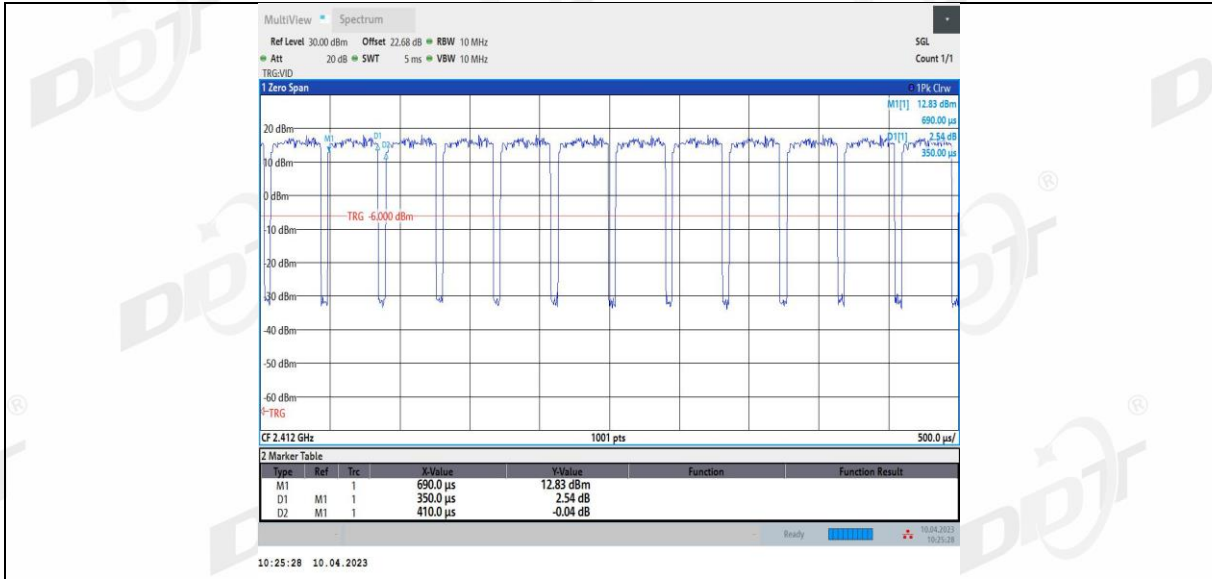 MultiView Spectrum
Ref Level 30.00 dBm Offset 22.68 dB RBW 10 MHz SGL
Att 20 dB SWT 5 ms VBW 10 MHz Count 1/1
TRG:VID
1 Zero Span 1Pk Clrw
M1[1] 12.83 dBm
690.00 µs
20 dBm
M1 D1 D2 D1[1] 2.54 dB
350.00 µs
10 dBm
0 dBm
TRG -6.000 dBm
-10 dBm
-20 dBm
-30 dBm
-40 dBm
-50 dBm
-60 dBm
TRG
CF 2.412 GHz 1001 pts 500.0 µs/
2 Marker Table
Type Ref Trc X-Value Y-Value Function Function Result
M1 1 690.0 µs 12.83 dBm
D1 M1 1 350.0 µs 2.54 dB
D2 M1 1 410.0 µs -0.04 dB
Ready 10.04.2023
10:25:28
10:25:28 10.04.2023
DDT
®